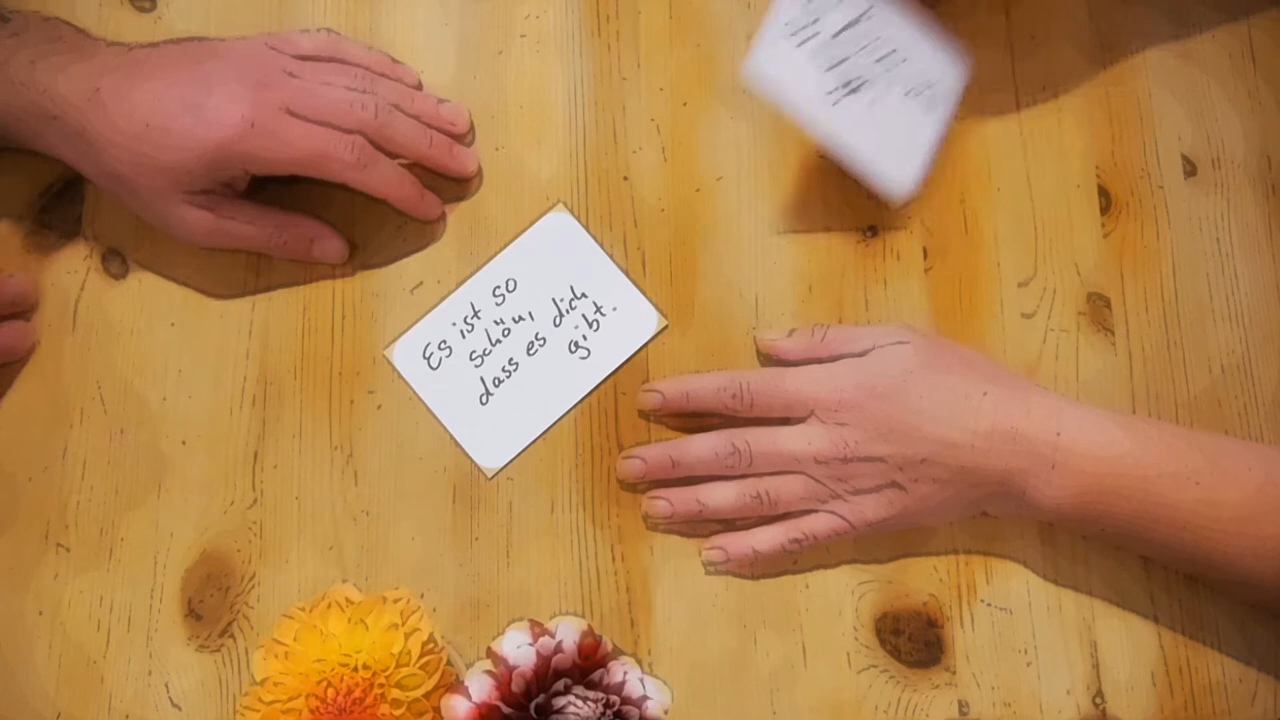 Es ist so
schön,
dass es dich
gibt.